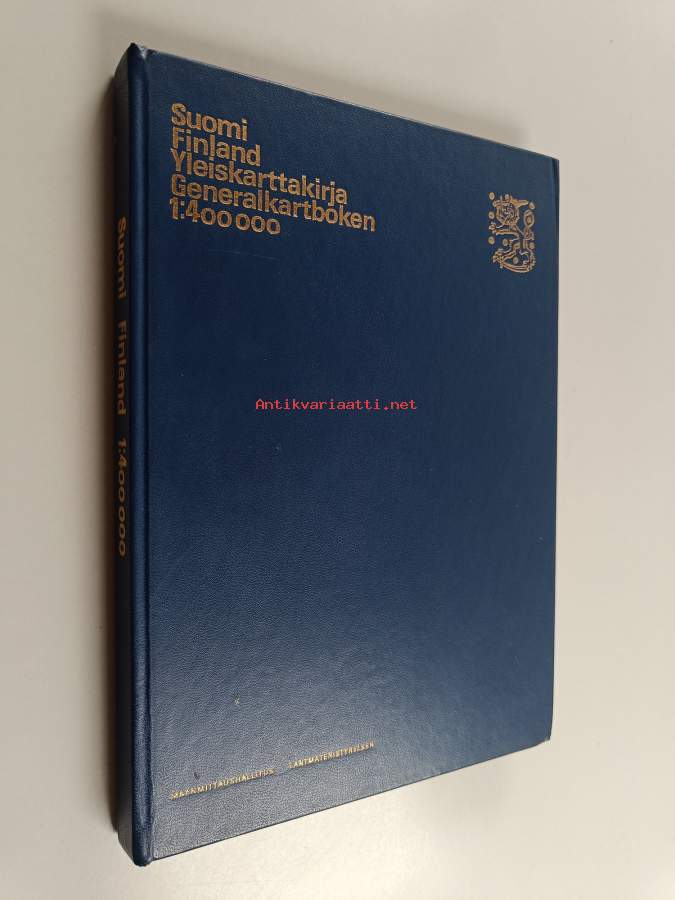 Suomi
Finland
Yleiskarttakirja
Generalkartboken
1:400 000
Suomi Finland 1:400 000
Antikvariaatti.net
MAANMITTAUSHALLITUS LANTMÄTERISTYRELSEN